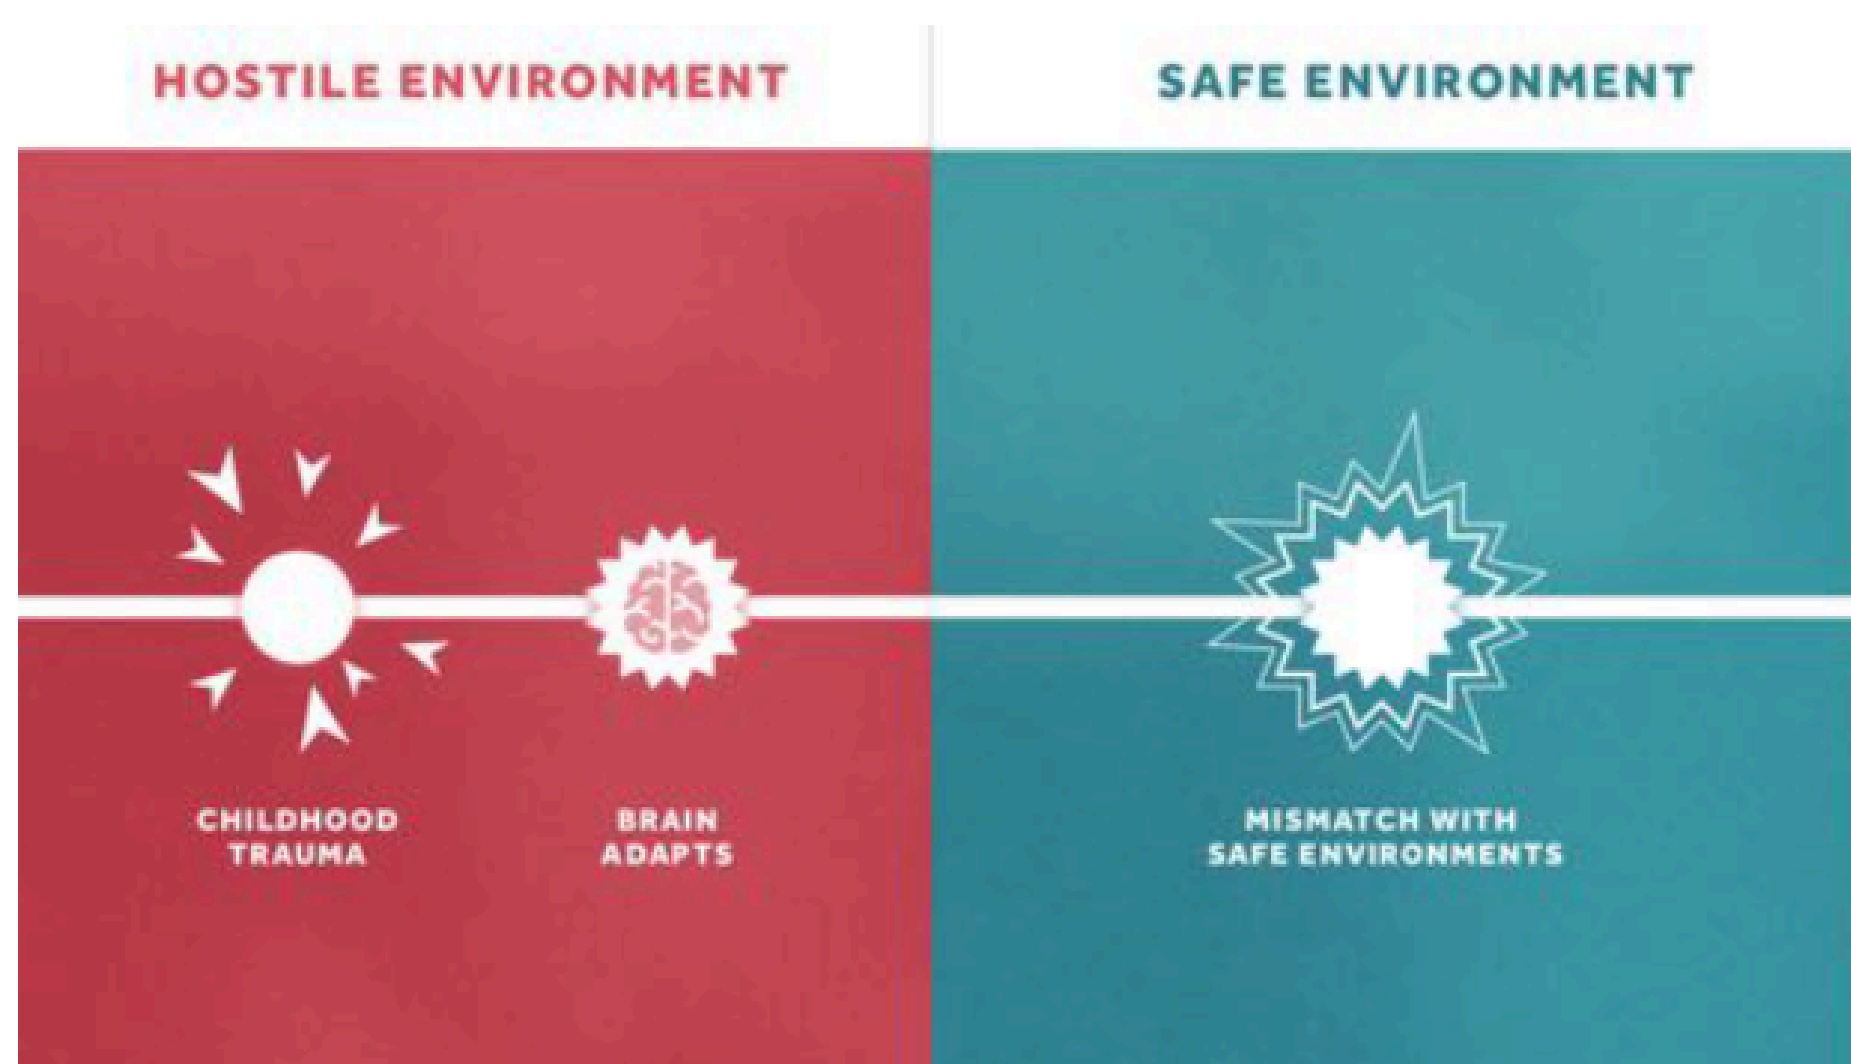 HOSTILE ENVIRONMENT
SAFE ENVIRONMENT
CHILDHOOD
TRAUMA
BRAIN
ADAPTS
MISMATCH WITH
SAFE ENVIRONMENTS